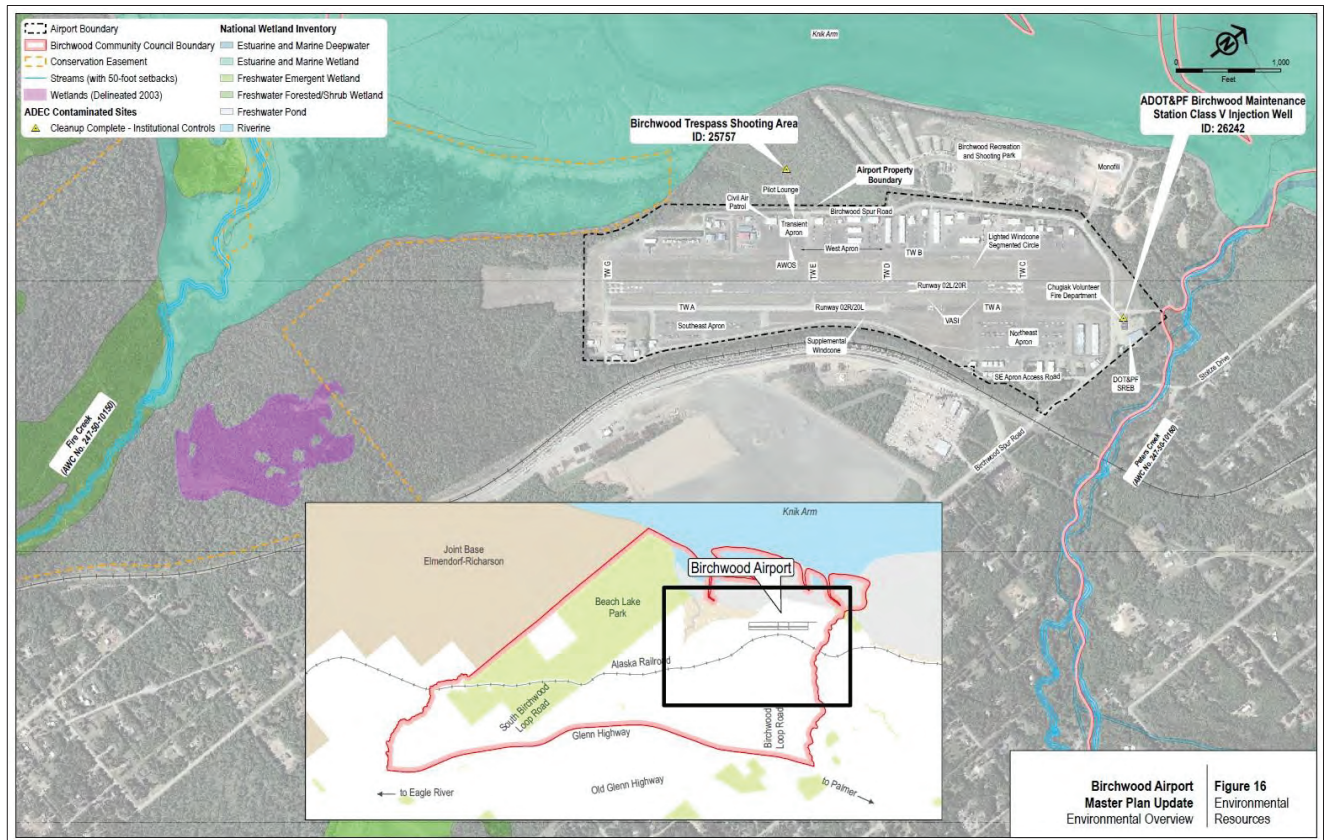 Airport Boundary
Birchwood Community Council Boundary
Conservation Easement
Streams (with 50-foot setbacks)
Wetlands (Delineated 2003)
ADEC Contaminated Sites
Cleanup Complete - Institutional Controls
National Wetland Inventory
Estuarine and Marine Deepwater
Estuarine and Marine Wetland
Freshwater Emergent Wetland
Freshwater Forested/Shrub Wetland
Freshwater Pond
Riverine
Knik Arm
N
0
1,000
Feet
ADOT&PF Birchwood Maintenance
Station Class V Injection Well
ID: 26242
Birchwood Trespass Shooting Area
ID: 25757
Birchwood Recreation
and Shooting Park
Monofill
Airport Property
Boundary
Pilot Lounge
Civil Air
Patrol
Transient
Apron
Birchwood Spur Road
West Apron
Lighted Windcone
Segmented Circle
TW B
AWOS
TW G
TW E
TW D
TW C
Runway 02L/20R
Chugiak Volunteer
Fire Department
TW A
Runway 02R/20L
TW A
VASI
Southeast Apron
Northeast
Apron
Supplemental
Windcone
SE Apron Access Road
DOT&PF
SREB
Birchwood Spur Road
Fire Creek
(AWC No. 247-50-10150)
Peters Creek
Knik Arm
Joint Base
Elmendorf-Richarson
Birchwood Airport
Beach Lake
Park
Alaska Railroad
South Birchwood
Loop Road
Birchwood
Loop Road
Glenn Highway
Old Glenn Highway
to Eagle River
to Palmer
Birchwood Airport
Master Plan Update
Environmental Overview
Figure 16
Environmental
Resources